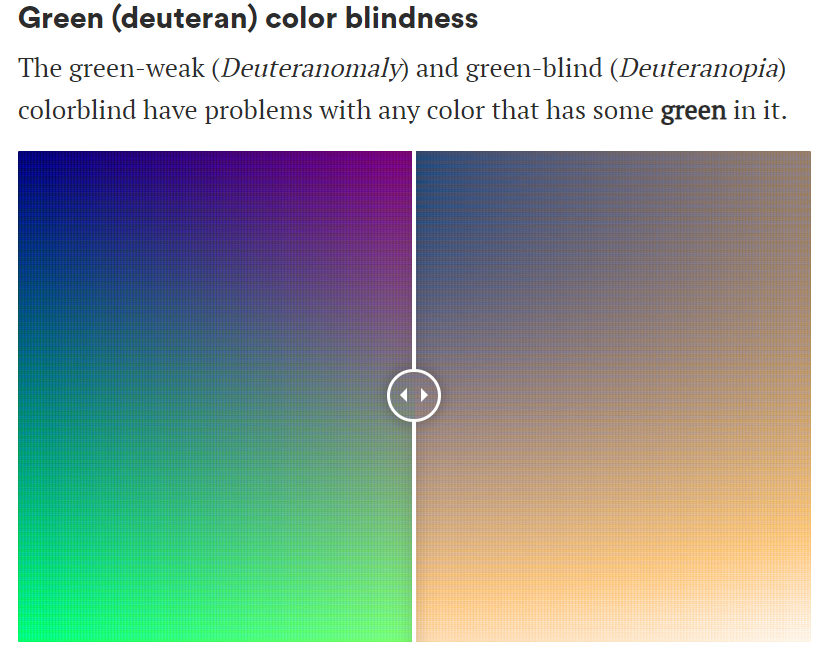 Green (deuteran) color blindness
The green-weak (Deuteranomaly) and green-blind (Deuteranopia)
colorblind have problems with any color that has some green in it.